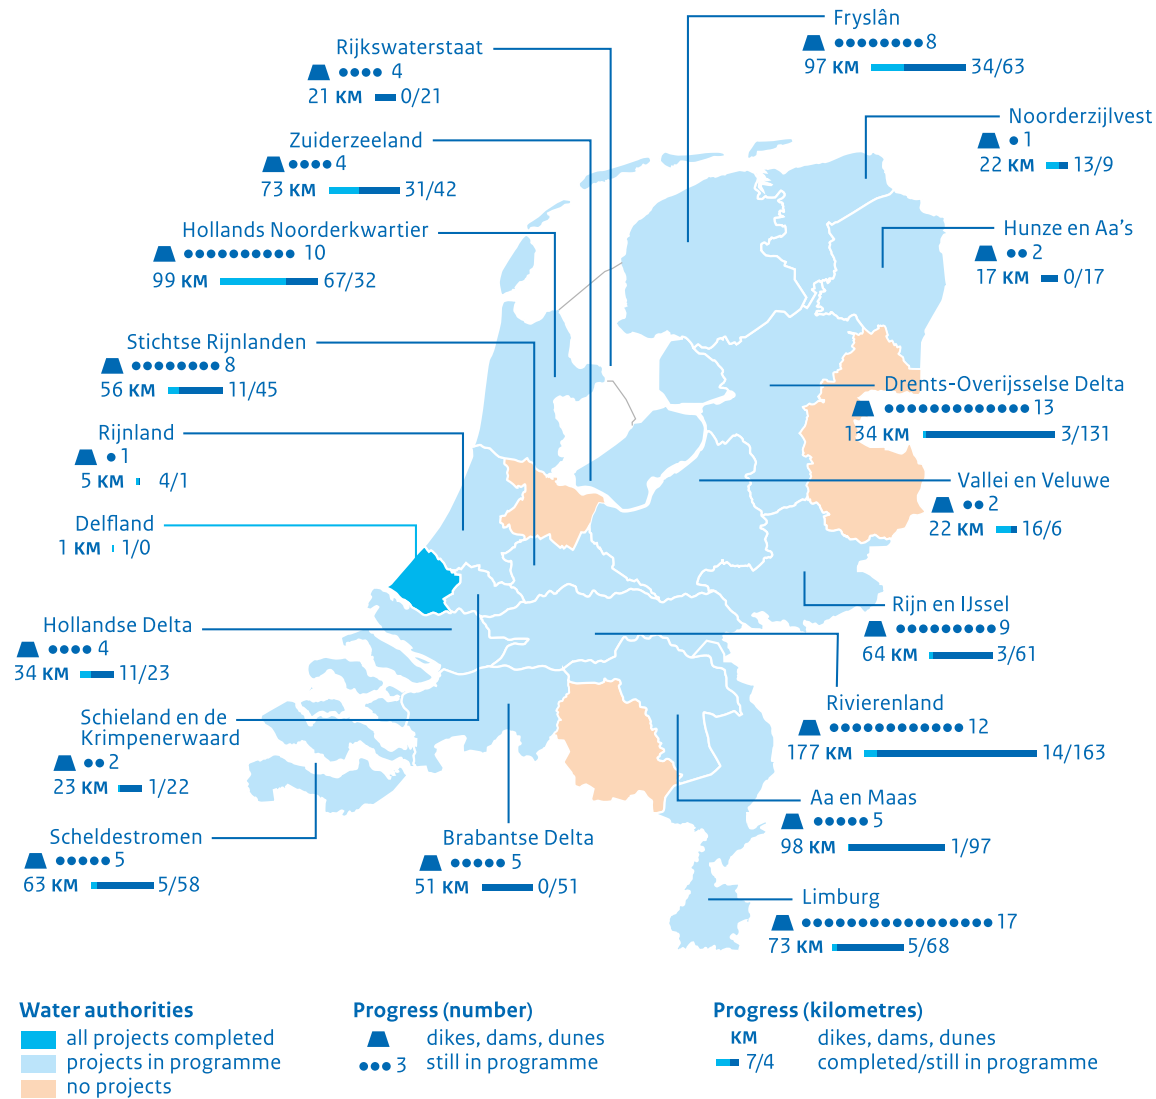 Fryslân
8
97 KM 34/63
Rijkswaterstaat
4
21 KM 0/21
Noorderzijlvest
1
22 KM 13/9
Zuiderzeeland
4
73 KM 31/42
Hollands Noorderkwartier
10
99 KM 67/32
Hunze en Aa’s
2
17 KM 0/17
Stichtse Rijnlanden
8
56 KM 11/45
Drents-Overijsselse Delta
13
134 KM 3/131
Rijnland
1
5 KM 4/1
Vallei en Veluwe
2
22 KM 16/6
Delfland
1 KM 1/0
Rijn en IJssel
9
64 KM 3/61
Hollandse Delta
4
34 KM 11/23
Rivierenland
12
177 KM 14/163
Schieland en de
Krimpenerwaard
2
23 KM 1/22
Aa en Maas
5
98 KM 1/97
Scheldestromen
5
63 KM 5/58
Brabantse Delta
5
51 KM 0/51
Limburg
17
73 KM 5/68
Water authorities
all projects completed
projects in programme
no projects
Progress (number)
dikes, dams, dunes
3 still in programme
Progress (kilometres)
KM dikes, dams, dunes
7/4 completed/still in programme